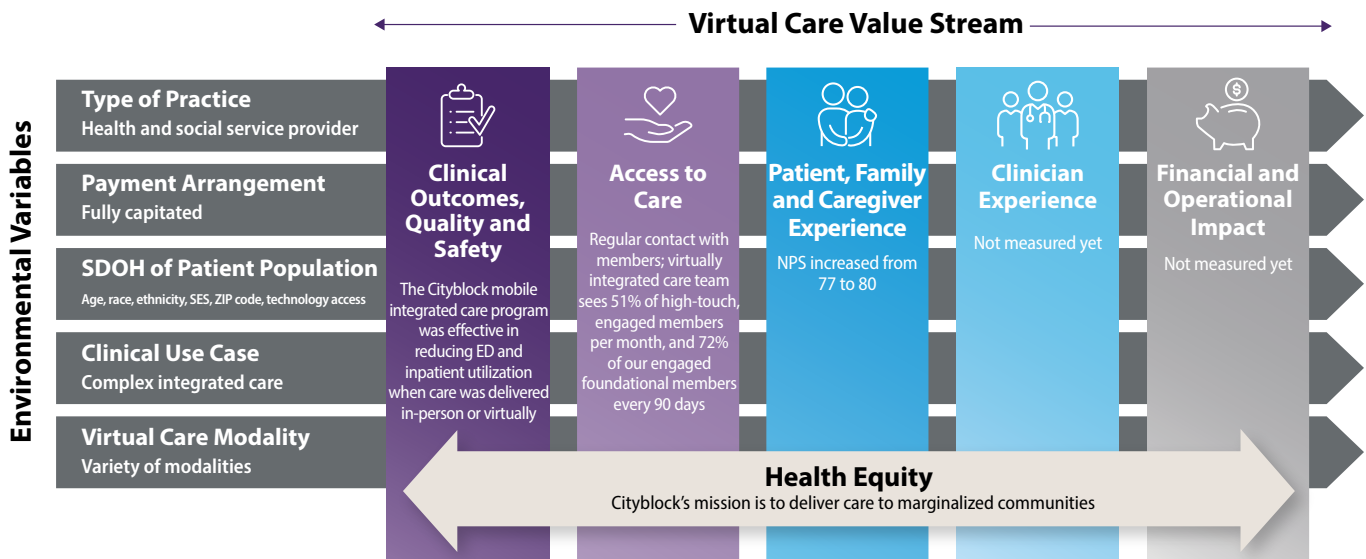 Virtual Care Value Stream
Environmental Variables
Type of Practice
Health and social service provider
Payment Arrangement
Fully capitated
SDOH of Patient Population
Age, race, ethnicity, SES, ZIP code, technology access
Clinical Use Case
Complex integrated care
Virtual Care Modality
Variety of modalities
Clinical
Outcomes,
Quality and
Safety
The Cityblock mobile
integrated care program
was effective in
reducing ED and
inpatient utilization
when care was delivered
in-person or virtually
Access to
Care
Regular contact with
members; virtually
integrated care team
sees 51% of high-touch,
engaged members
per month, and 72%
of our engaged
foundational members
every 90 days
Patient, Family
and Caregiver
Experience
NPS increased from
77 to 80
Clinician
Experience
Not measured yet
$
Financial and
Operational
Impact
Not measured yet
Health Equity
Cityblock's mission is to deliver care to marginalized communities